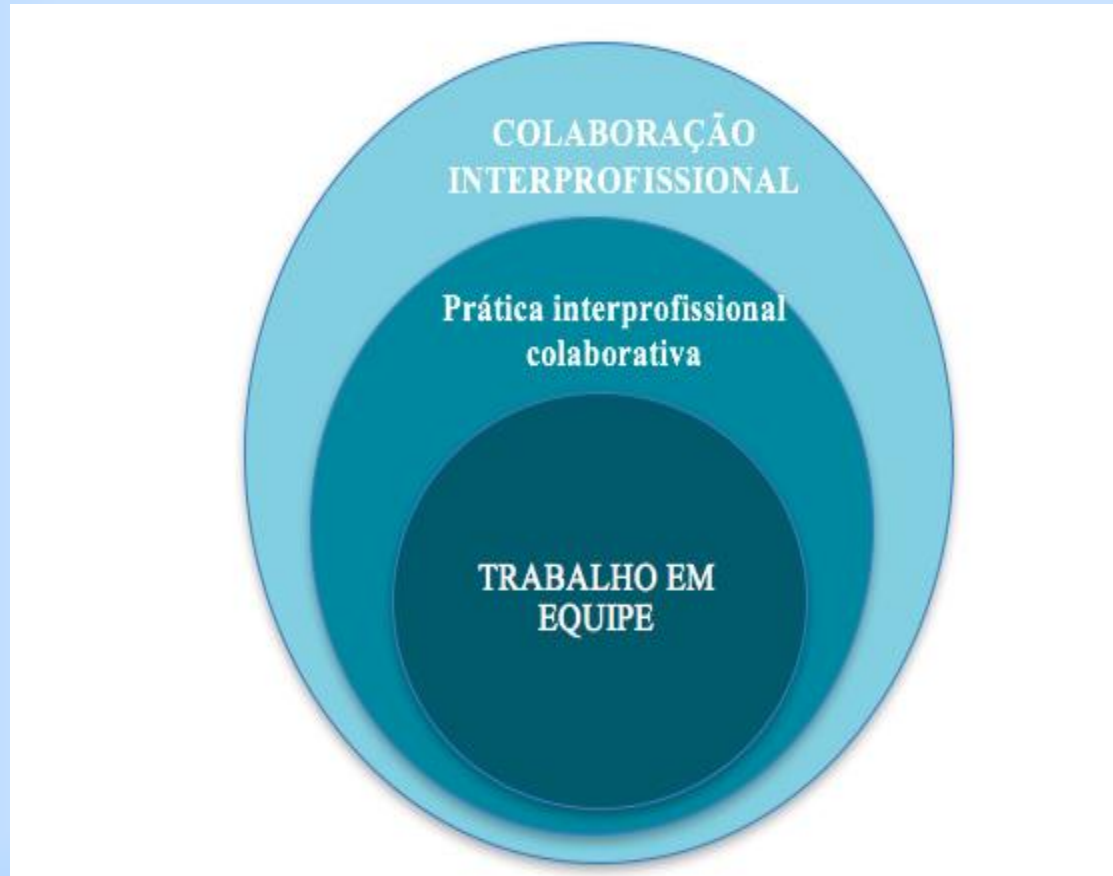 COLABORAÇÃO
INTERPROFISSIONAL
Prática interprofissional
colaborativa
TRABALHO EM
EQUIPE